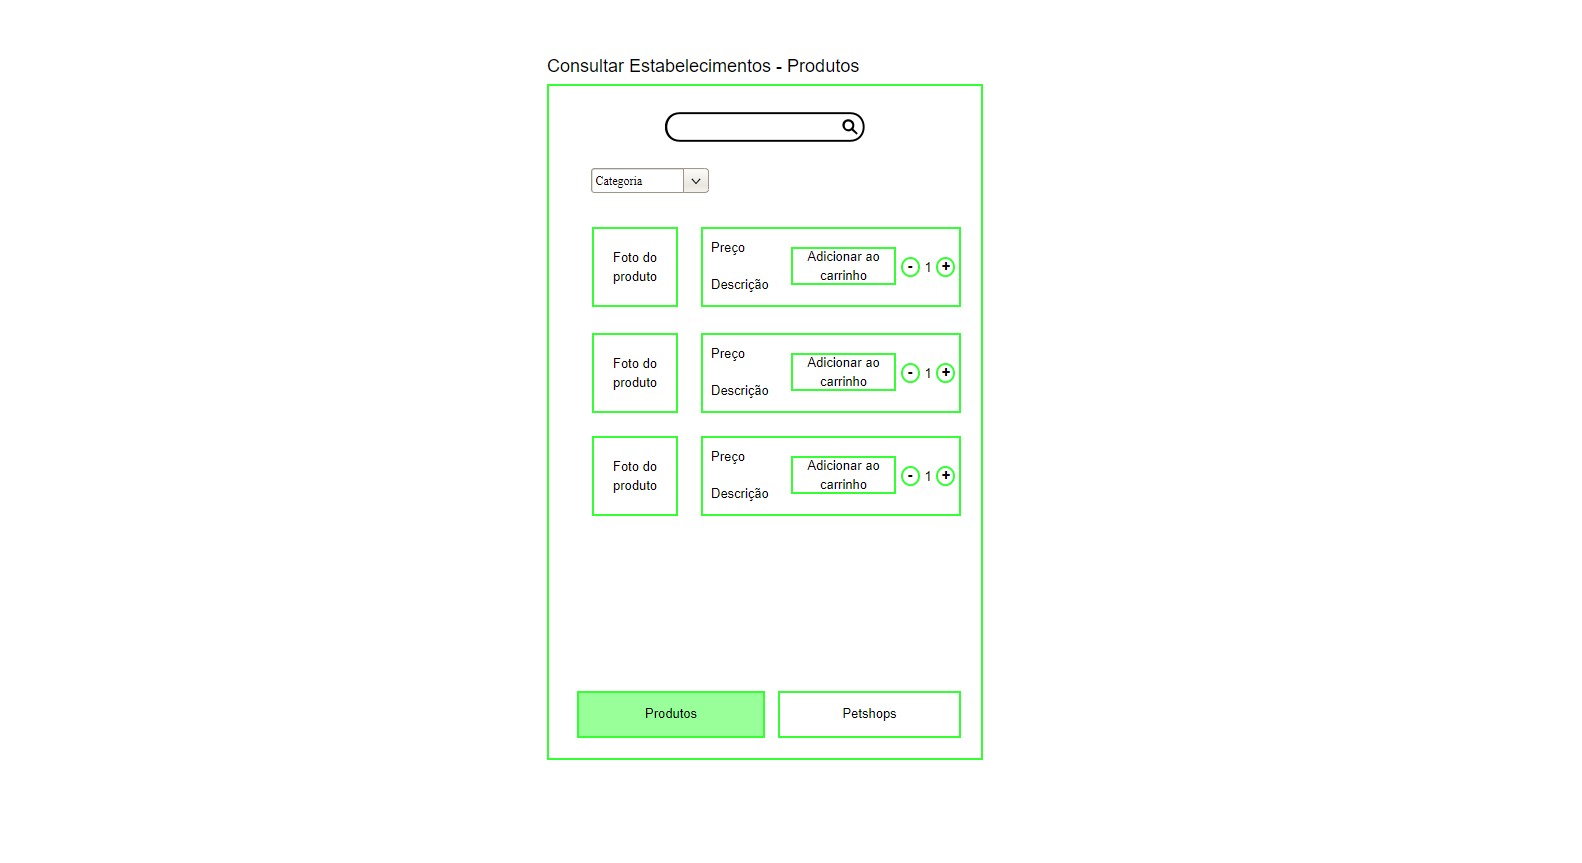 Consultar Estabelecimentos - Produtos
Categoria
Foto do
produto
Preço
Descrição
Adicionar ao
carrinho
- 1 +
Foto do
produto
Preço
Descrição
Adicionar ao
carrinho
- 1 +
Foto do
produto
Preço
Descrição
Adicionar ao
carrinho
- 1 +
Produtos
Petshops